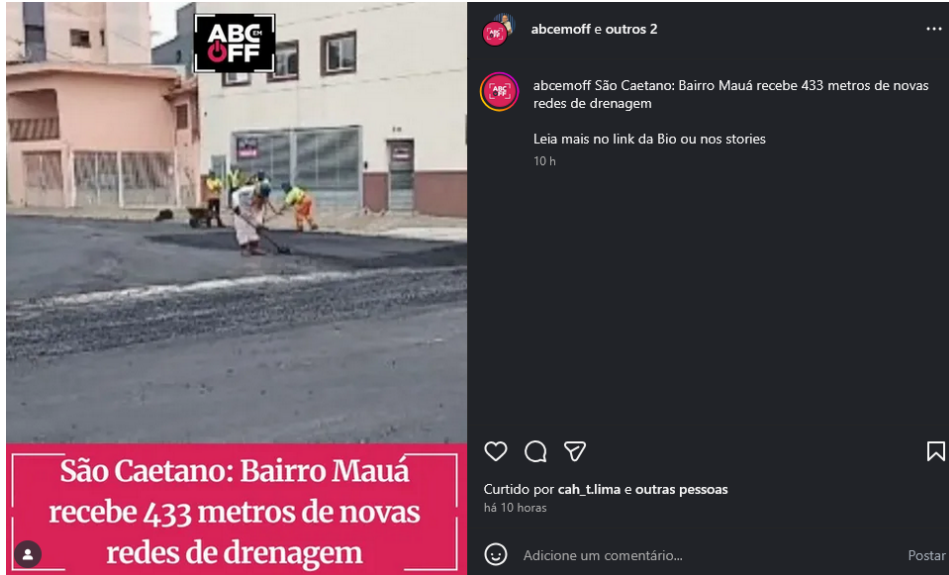 ABC
EM
OFF
São Caetano: Bairro Mauá
recebe 433 metros de novas
redes de drenagem
abcemoff e outros 2
abcemoff São Caetano: Bairro Mauá recebe 433 metros de novas
redes de drenagem
Leia mais no link da Bio ou nos stories
10 h
Curtido por cah_t.lima e outras pessoas
há 10 horas
Adicione um comentário...
Postar